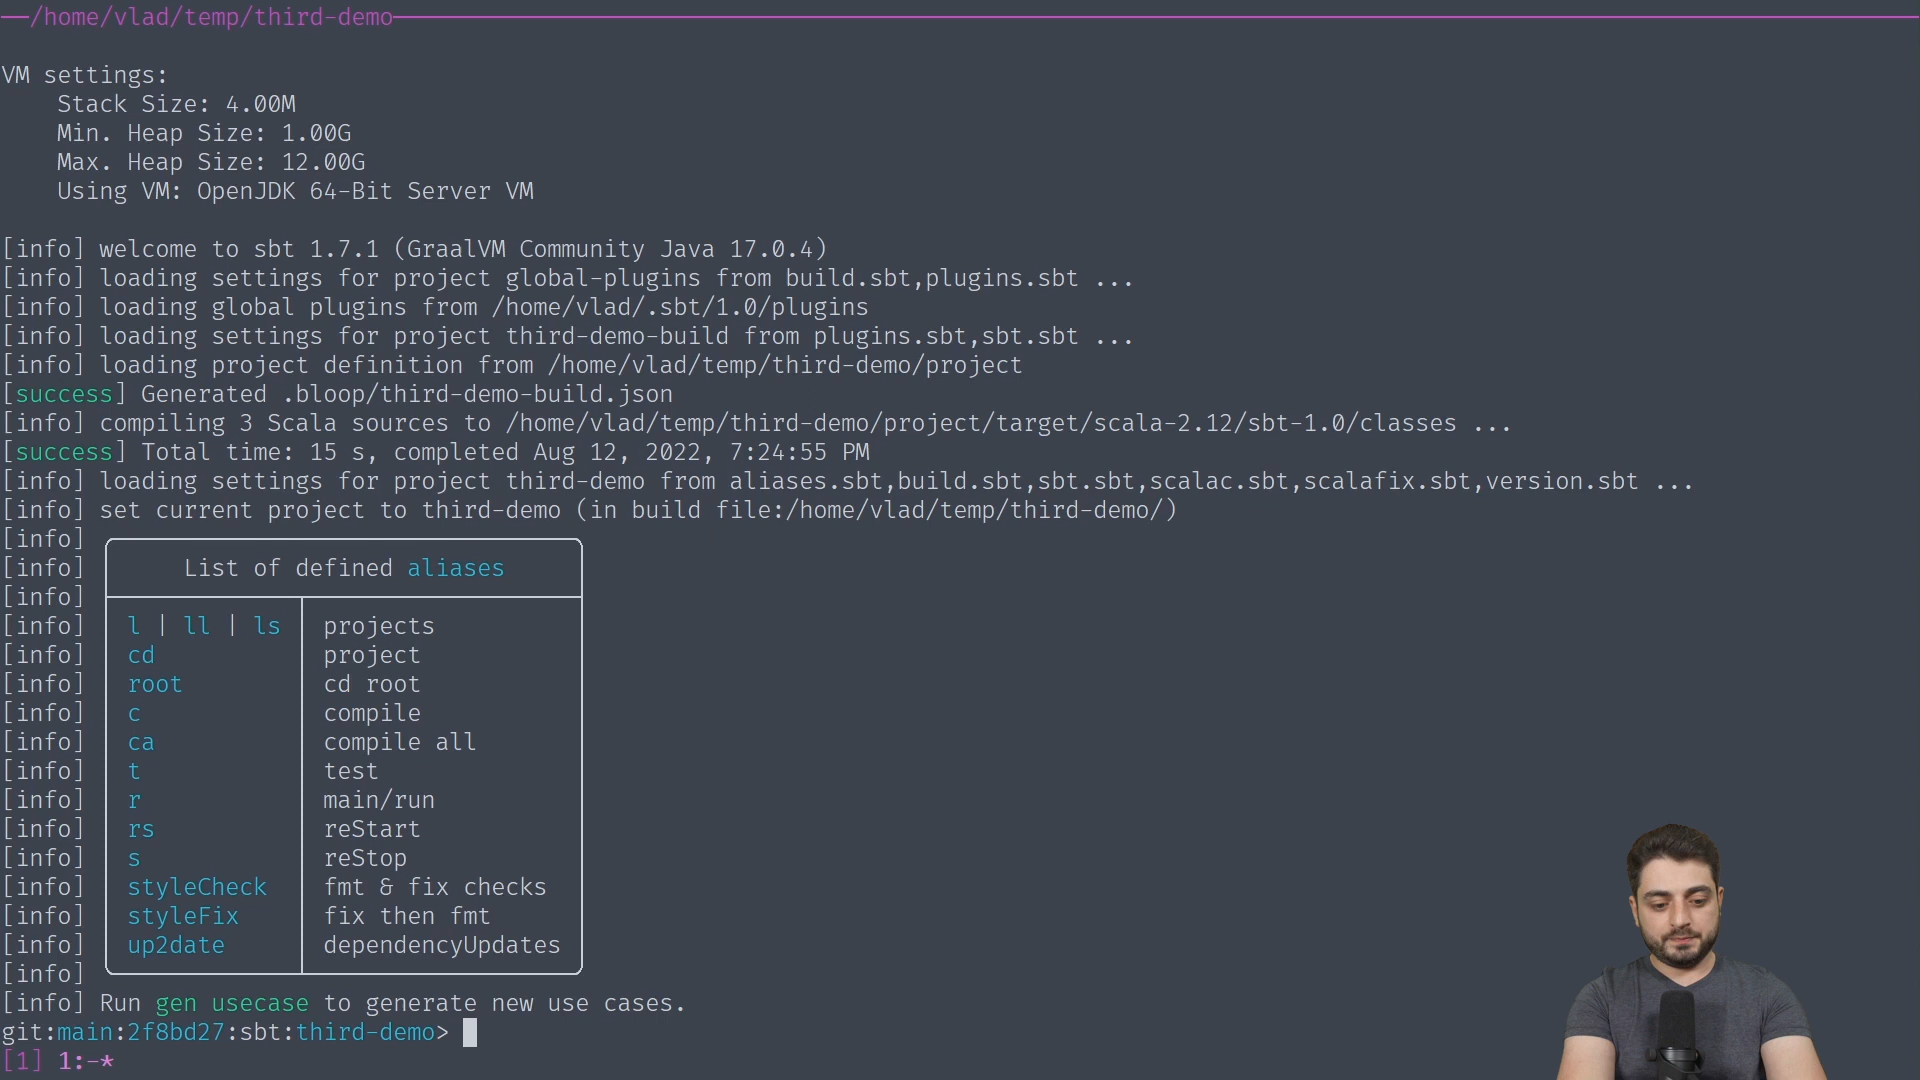 /home/vlad/temp/third-demo
VM settings:
Stack Size: 4.00M
Min. Heap Size: 1.00G
Max. Heap Size: 12.00G
Using VM: OpenJDK 64-Bit Server VM
[info] welcome to sbt 1.7.1 (GraalVM Community Java 17.0.4)
[info] loading settings for project global-plugins from build.sbt,plugins.sbt ...
[info] loading global plugins from /home/vlad/.sbt/1.0/plugins
[info] loading settings for project third-demo-build from plugins.sbt,sbt.sbt ...
[info] loading project definition from /home/vlad/temp/third-demo/project
[success] Generated .bloop/third-demo-build.json
[info] compiling 3 Scala sources to /home/vlad/temp/third-demo/project/target/scala-2.12/sbt-1.0/classes ...
[success] Total time: 15 s, completed Aug 12, 2022, 7:24:55 PM
[info] loading settings for project third-demo from aliases.sbt,build.sbt,sbt.sbt,scalac.sbt,scalafix.sbt,version.sbt ...
[info] set current project to third-demo (in build file:/home/vlad/temp/third-demo/)
[info]
[info] List of defined aliases
[info]
[info] l | ll | ls projects
[info] cd project
[info] root cd root
[info] c compile
[info] ca compile all
[info] t test
[info] r main/run
[info] rs reStart
[info] s reStop
[info] styleCheck fmt & fix checks
[info] styleFix fix then fmt
[info] up2date dependencyUpdates
[info]
[info] Run gen usecase to generate new use cases.
git:main:2f8bd27:sbt:third-demo>
[1] 1:-*